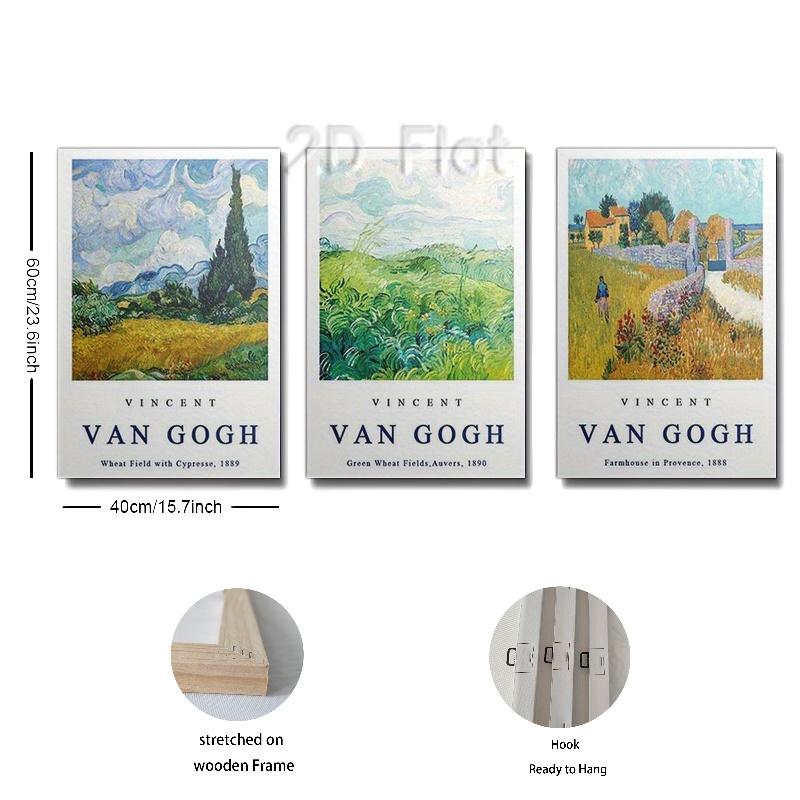 2D Flat
60cm/23.6inch
VINCENT
VAN GOGH
Wheat Field with Cypresse, 1889
VINCENT
VAN GOGH
Green Wheat Fields,Auvers, 1890
VINCENT
VAN GOGH
Farmhouse in Provence, 1888
40cm/15.7inch
stretched on
wooden Frame
Hook
Ready to Hang